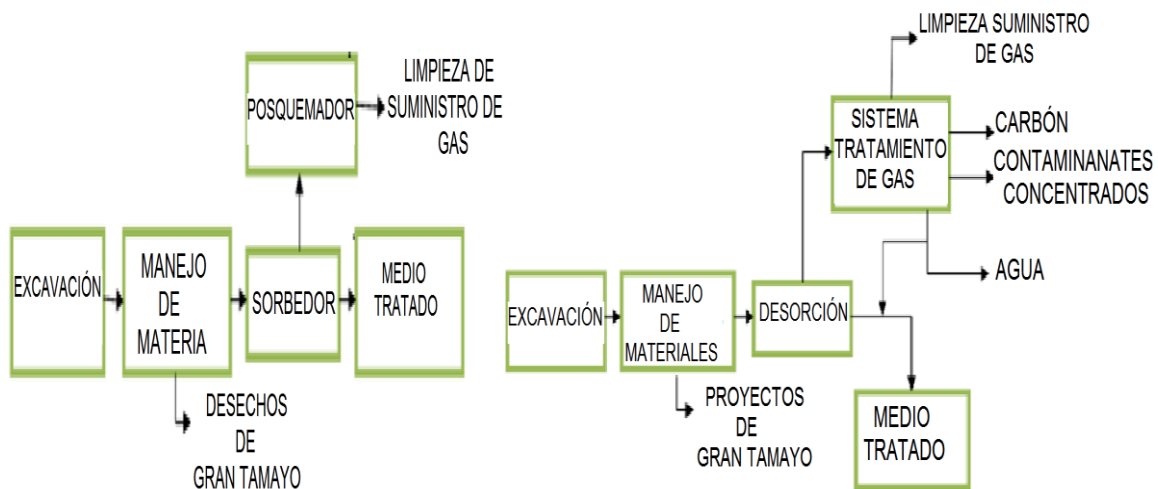 POSQUEMADOR
LIMPIEZA DE
SUMINISTRO DE
GAS
EXCAVACIÓN
MANEJO
DE
MATERIA
SORBEDOR
MEDIO
TRATADO
DESECHOS
DE
GRAN TAMAYO
LIMPIEZA SUMINISTRO
DE GAS
SISTEMA
TRATAMIENTO
DE GAS
CARBÓN
CONTAMINANATES
CONCENTRADOS
AGUA
EXCAVACIÓN
MANEJO
DE
MATERIALES
DESORCIÓN
PROYECTOS
DE
GRAN TAMAYO
MEDIO
TRATADO